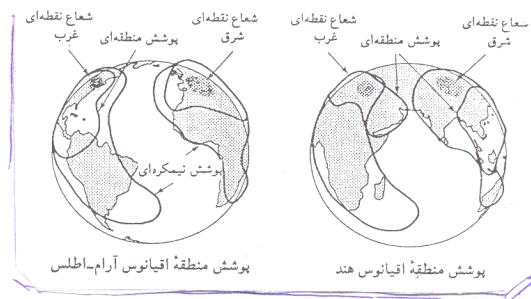 شعاع نقطه‌ای
شرق
شعاع نقطه‌ای
غرب
پوشش منطقه‌ای
شعاع نقطه‌ای
شرق
شعاع نقطه‌ای
غرب
پوشش منطقه‌ای
پوشش نیمکره‌ای
پوشش منطقهٔ اقیانوس هند
پوشش منطقهٔ اقیانوس آرام-اطلس